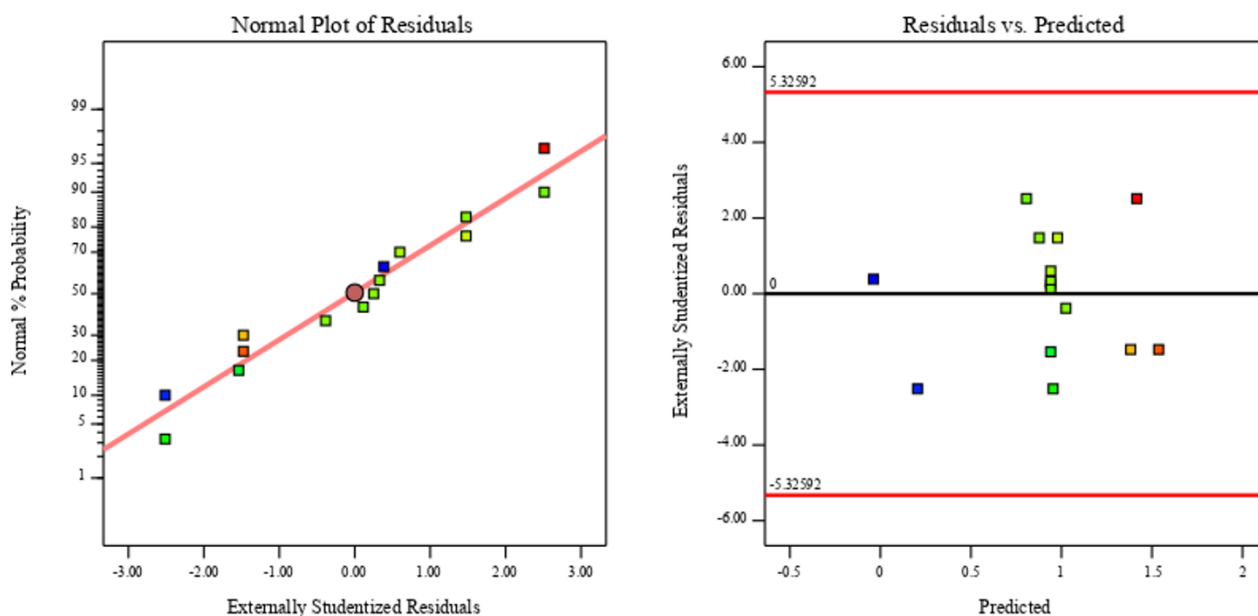 Normal Plot of Residuals
Normal % Probability
99
95
90
80
70
50
30
20
10
5
1
-3.00 -2.00 -1.00 0.00 1.00 2.00 3.00
Externally Studentized Residuals
Residuals vs. Predicted
Externally Studentized Residuals
6.00
4.00
2.00
0.00
-2.00
-4.00
-6.00
5.32592
0
-5.32592
-0.5 0 0.5 1 1.5 2
Predicted